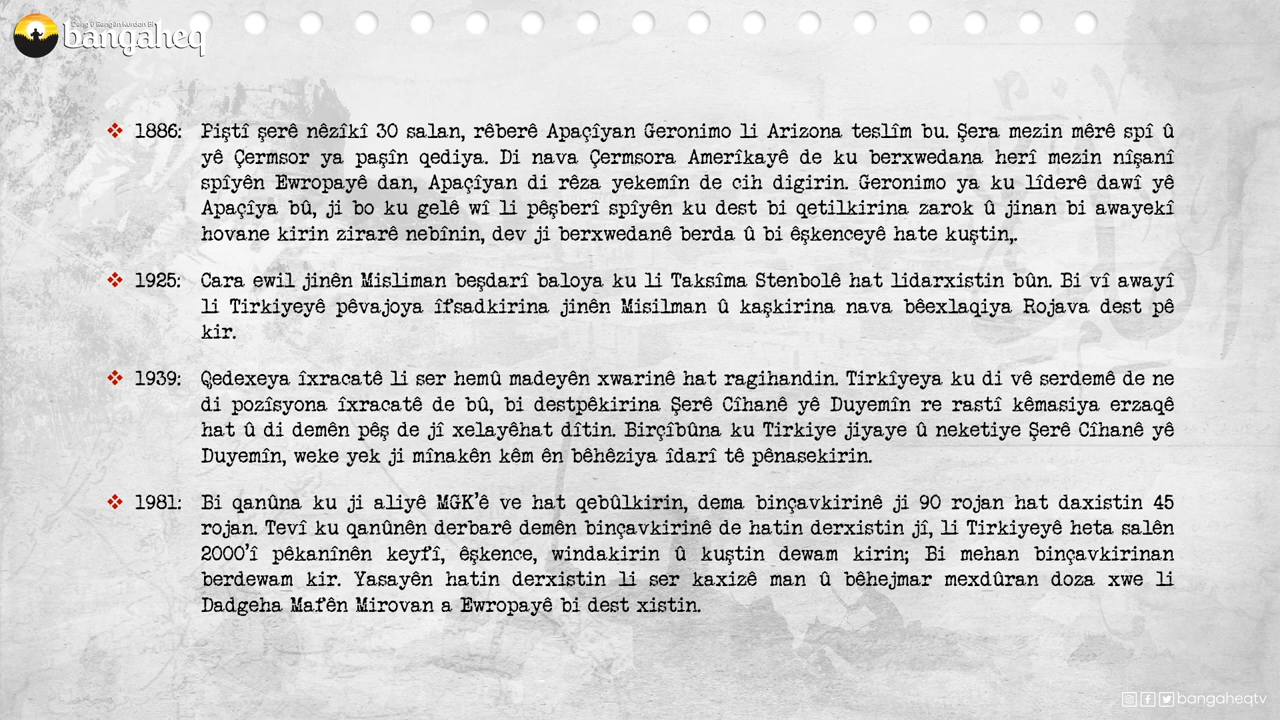 Deng û Bangên Kurdan Bi
bangaheq
1886: Piştî şerê nêzîkî 30 salan, rêberê Apaçîyan Geronimo li Arizona teslîm bu. Şera mezin mêrê spî û
yê Çermsor ya paşîn qediya. Di nava Çermsora Amerîkayê de ku berxwedana herî mezin nîşanî
spîyên Ewropayê dan, Apaçîyan di rêza yekemîn de cih digirin. Geronimo ya ku lîderê dawî yê
Apaçîya bû, ji bo ku gelê wî li pêşberî spîyên ku dest bi qetilkirina zarok û jinan bi awayekî
hovane kirin zirarê nebînin, dev ji berxwedanê berda û bi êşkenceyê hate kuştin,.
1925: Cara ewil jinên Misliman beşdarî baloya ku li Taksîma Stenbolê hat lidarxistin bûn. Bi vî awayî
li Tirkiyeyê pêvajoya îfsadkirina jinên Misilman û kaşkirina nava bêexlaqiya Rojava dest pê
kir.
1939: Qedexeya îxracatê li ser hemû madeyên xwarinê hat ragihandin. Tirkîyeya ku di vê serdemê de ne
di pozîsyona îxracatê de bû, bi destpêkirina Şerê Cîhanê yê Duyemîn re rastî kêmasiya erzaqê
hat û di demên pêş de jî xelayêhat dîtin. Birçîbûna ku Tirkiye jiyaye û neketiye Şerê Cîhanê yê
Duyemîn, weke yek ji mînakên kêm ên bêhêziya îdarî tê pênasekirin.
1981: Bi qanûna ku ji aliyê MGK'ê ve hat qebûlkirin, dema binçavkirinê ji 90 rojan hat daxistin 45
rojan. Tevî ku qanûnên derbarê demên binçavkirinê de hatin derxistin jî, li Tirkiyeyê heta salên
2000'î pêkanînên keyfî, êşkence, windakirin û kuştin dewam kirin; Bi mehan binçavkirinan
berdewam kir. Yasayên hatin derxistin li ser kaxizê man û bêhejmar mexdûran doza xwe li
Dadgeha Mafên Mirovan a Ewropayê bi dest xistin.
bangaheqtv